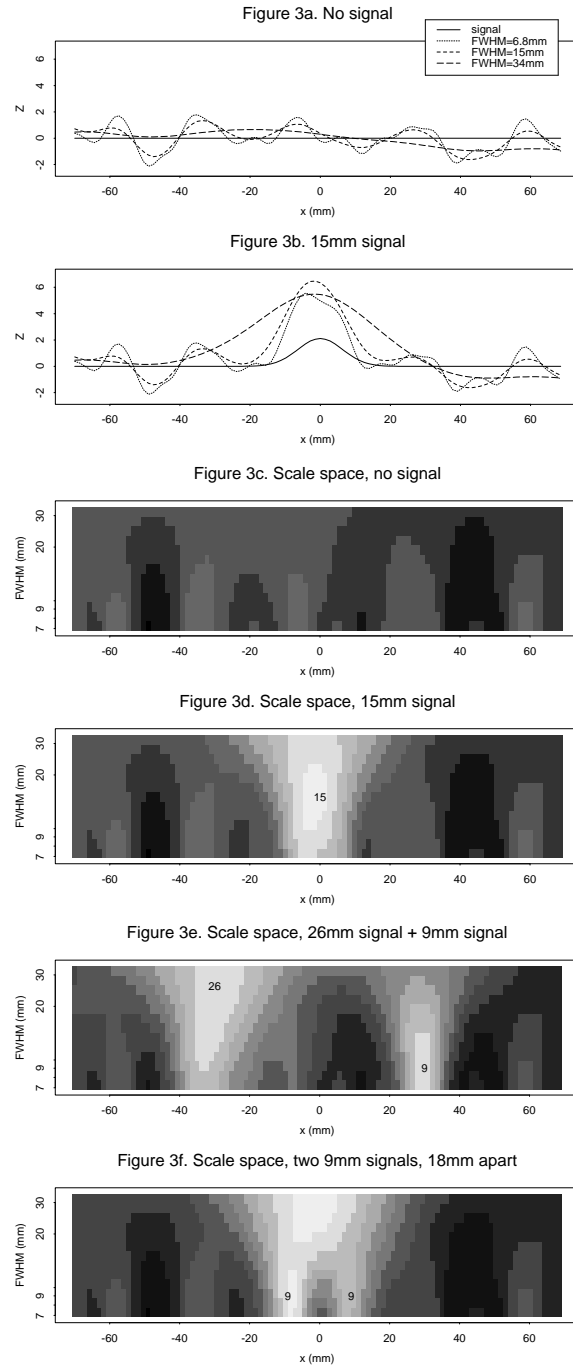 Figure 3a. No signal
signal
FWHM=6.8mm
FWHM=15mm
FWHM=34mm
Z
6
4
2
0
-2
-60 -40 -20 0 20 40 60
x (mm)
Figure 3b. 15mm signal
Z
6
4
2
0
-2
-60 -40 -20 0 20 40 60
x (mm)
Figure 3c. Scale space, no signal
FWHM (mm)
30
20
9
7
-60 -40 -20 0 20 40 60
x (mm)
Figure 3d. Scale space, 15mm signal
FWHM (mm)
30
20
9
7
15
-60 -40 -20 0 20 40 60
x (mm)
Figure 3e. Scale space, 26mm signal + 9mm signal
FWHM (mm)
30
20
9
7
26
9
-60 -40 -20 0 20 40 60
x (mm)
Figure 3f. Scale space, two 9mm signals, 18mm apart
FWHM (mm)
30
20
9
7
9 9
-60 -40 -20 0 20 40 60
x (mm)